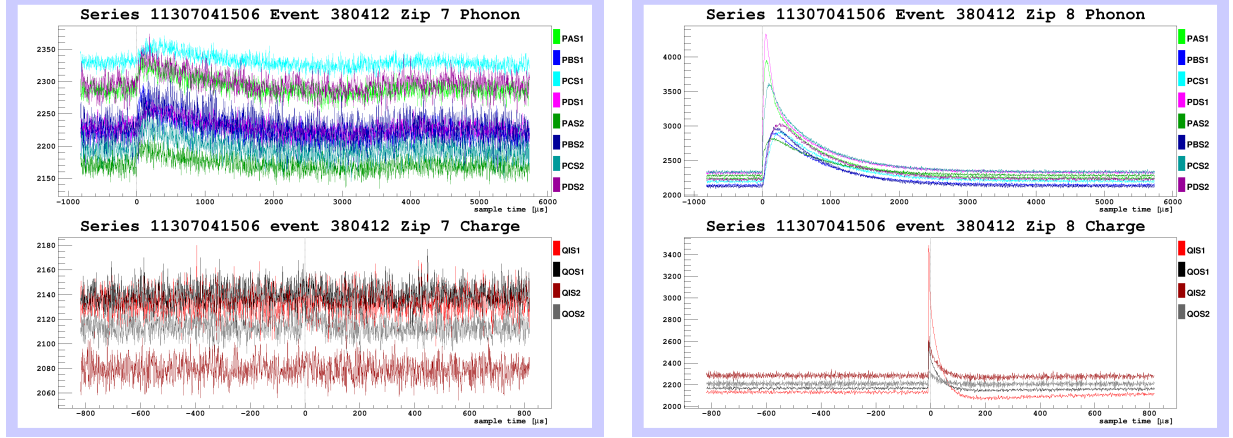 Series 11307041506 Event 380412 Zip 7 Phonon
2350
2300
2250
2200
2150
−1000 0 1000 2000 3000 4000 5000 6000
sample time [µs]
PAS1
PBS1
PCS1
PDS1
PAS2
PBS2
PCS2
PDS2
Series 11307041506 Event 380412 Zip 8 Phonon
4000
3500
3000
2500
2000
−1000 0 1000 2000 3000 4000 5000 6000
sample time [µs]
PAS1
PBS1
PCS1
PDS1
PAS2
PBS2
PCS2
PDS2
Series 11307041506 event 380412 Zip 7 Charge
2180
2160
2140
2120
2100
2080
2060
−800 −600 −400 −200 0 200 400 600 800
sample time [µs]
QIS1
QOS1
QIS2
QOS2
Series 11307041506 event 380412 Zip 8 Charge
3400
3200
3000
2800
2600
2400
2200
2000
−800 −600 −400 −200 0 200 400 600 800
sample time [µs]
QIS1
QOS1
QIS2
QOS2